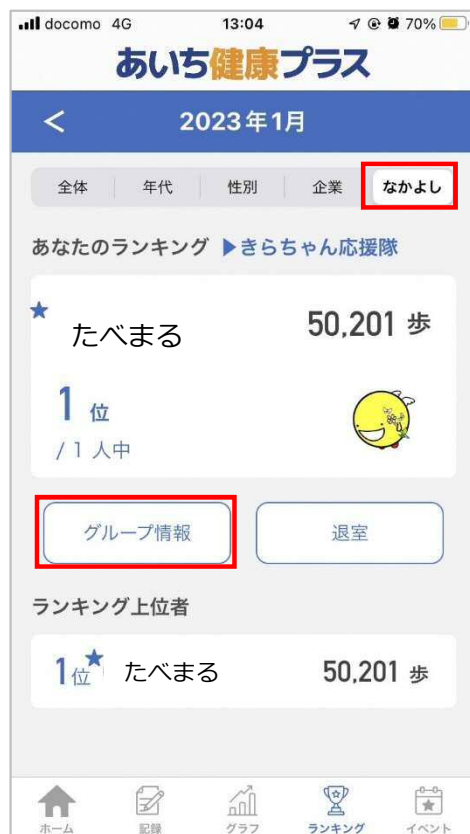 docomo 4G 13:04 70%
あいち健康プラス
< 2023年1月
全体 年代 性別 企業 なかよし
あなたのランキング ▶きらちゃん応援隊
★ たべまる 50,201 歩
1 位
/ 1 人中
グループ情報 退室
ランキング上位者
1位★ たべまる 50,201 歩
ホーム 記録 グラフ ランキング イベント